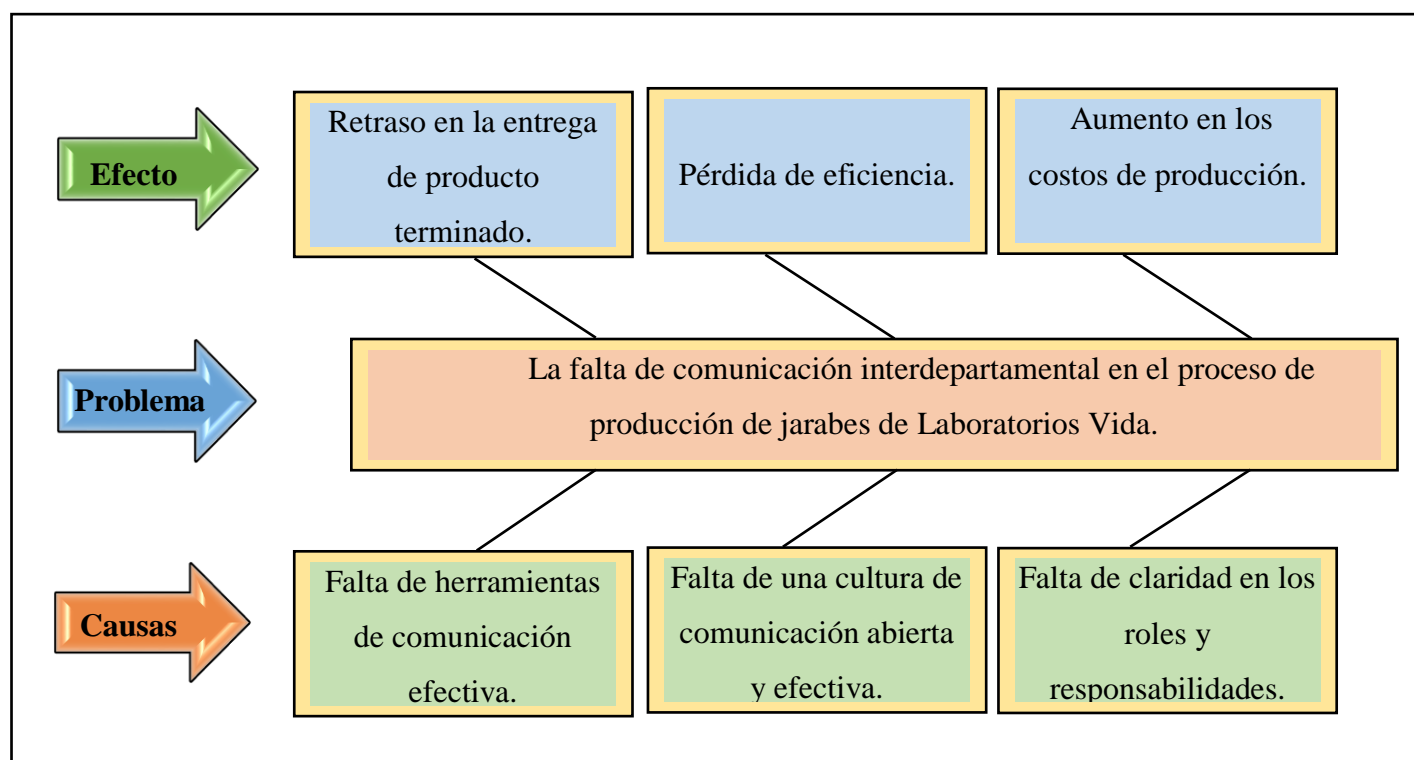 Efecto
Retraso en la entrega
de producto
terminado.
Pérdida de eficiencia.
Aumento en los
costos de producción.
Problema
La falta de comunicación interdepartamental en el proceso de
producción de jarabes de Laboratorios Vida.
Causas
Falta de herramientas
de comunicación
efectiva.
Falta de una cultura de
comunicación abierta
y efectiva.
Falta de claridad en los
roles y
responsabilidades.